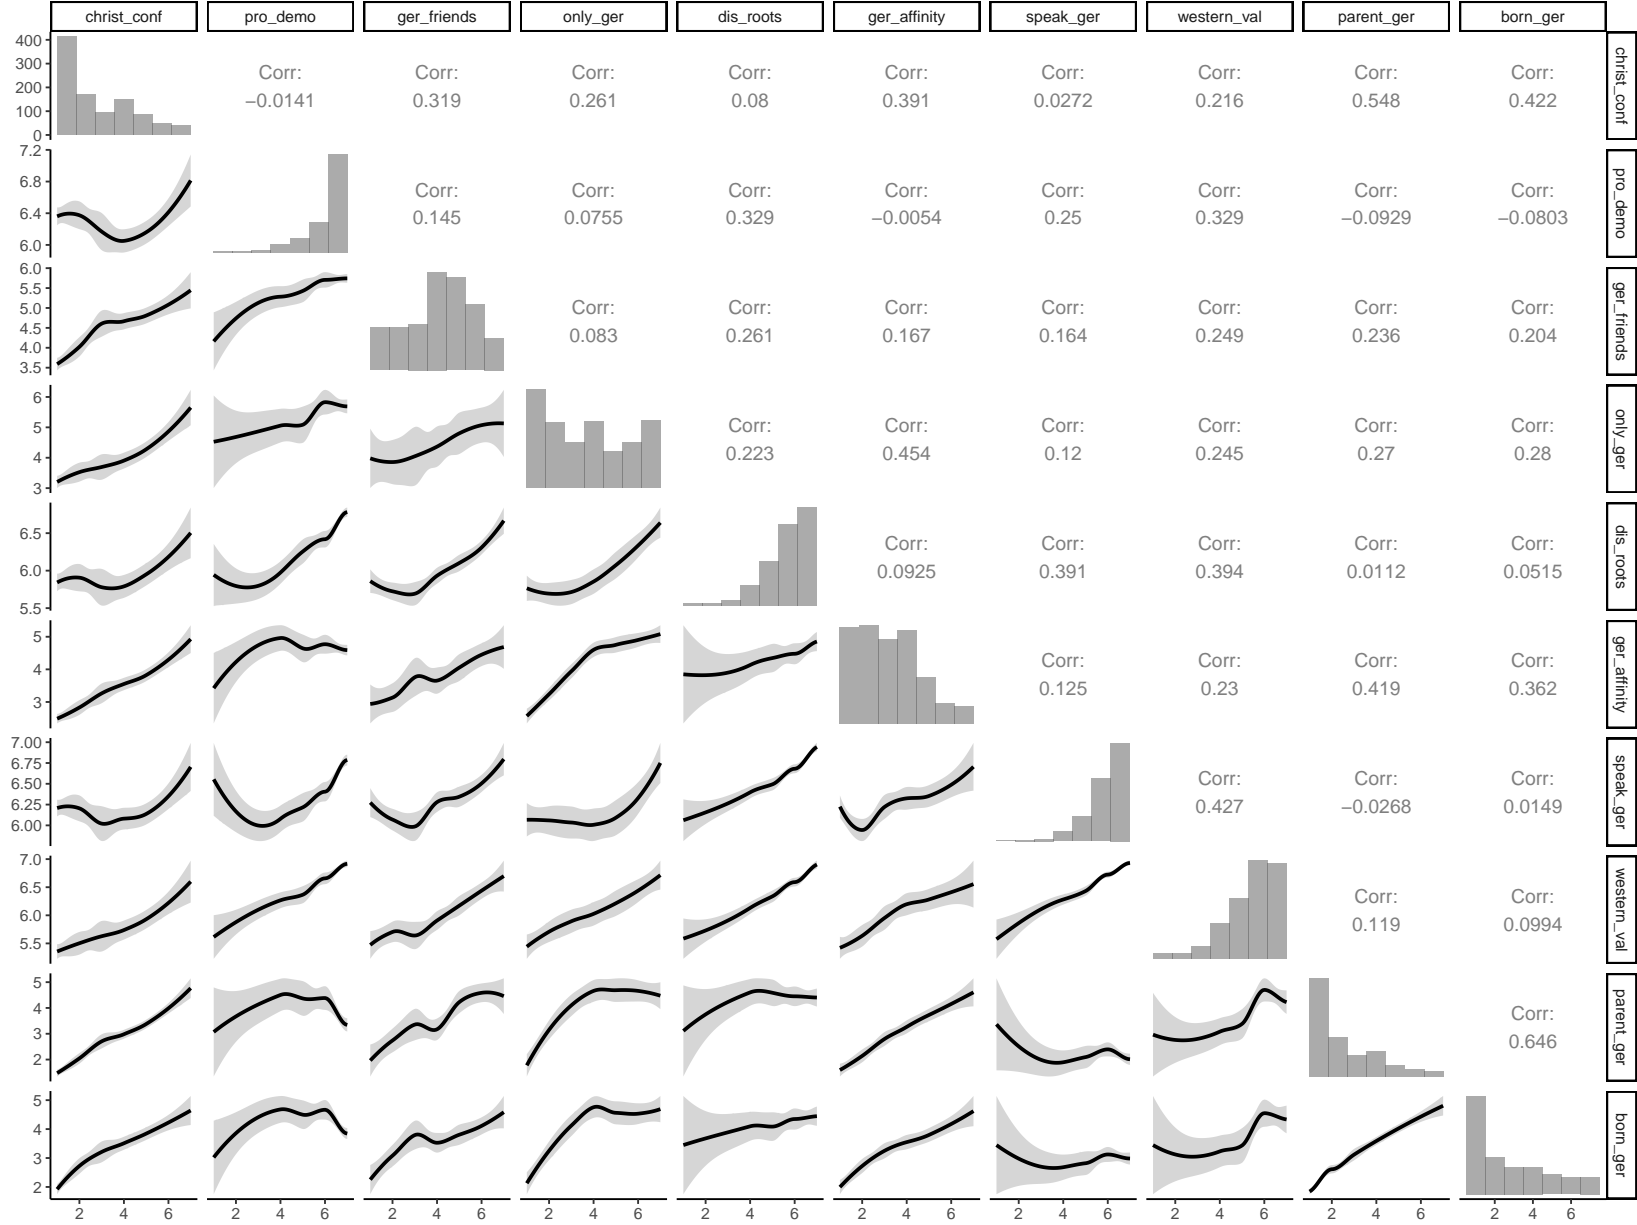 christ_conf pro_demo ger_friends only_ger dis_roots ger_affinity speak_ger western_val parent_ger born_ger
400
300
200
100
0
Corr: Corr: Corr: Corr: Corr: Corr: Corr: Corr: Corr:
−0.0141 0.319 0.261 0.08 0.391 0.0272 0.216 0.548 0.422
christ_conf
7.2
6.8
6.4
6.0
Corr: Corr: Corr: Corr: Corr: Corr: Corr: Corr:
0.145 0.0755 0.329 −0.0054 0.25 0.329 −0.0929 −0.0803
pro_demo
6.0
5.5
5.0
4.5
4.0
3.5
Corr: Corr: Corr: Corr: Corr: Corr: Corr:
0.083 0.261 0.167 0.164 0.249 0.236 0.204
ger_friends
6
5
4
3
Corr: Corr: Corr: Corr: Corr: Corr:
0.223 0.454 0.12 0.245 0.27 0.28
only_ger
6.5
6.0
5.5
Corr: Corr: Corr: Corr: Corr:
0.0925 0.391 0.394 0.0112 0.0515
dis_roots
5
4
3
Corr: Corr: Corr: Corr:
0.125 0.23 0.419 0.362
ger_affinity
7.00
6.75
6.50
6.25
6.00
Corr: Corr: Corr:
0.427 −0.0268 0.0149
speak_ger
7.0
6.5
6.0
5.5
Corr: Corr:
0.119 0.0994
western_val
5
4
3
2
Corr:
0.646
parent_ger
5
4
3
2
born_ger
2 4 6 2 4 6 2 4 6 2 4 6 2 4 6 2 4 6 2 4 6 2 4 6 2 4 6 2 4 6